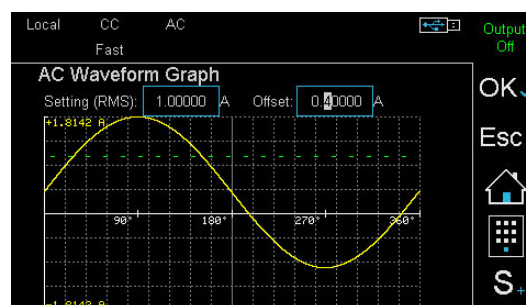 Local CC AC Output
Fast Off
AC Waveform Graph
Setting (RMS): 1.00000 A Offset: 0.40000 A
OK
+1.8142 A
Esc
90° 180° 270° 360°
-1.8142 A
S+